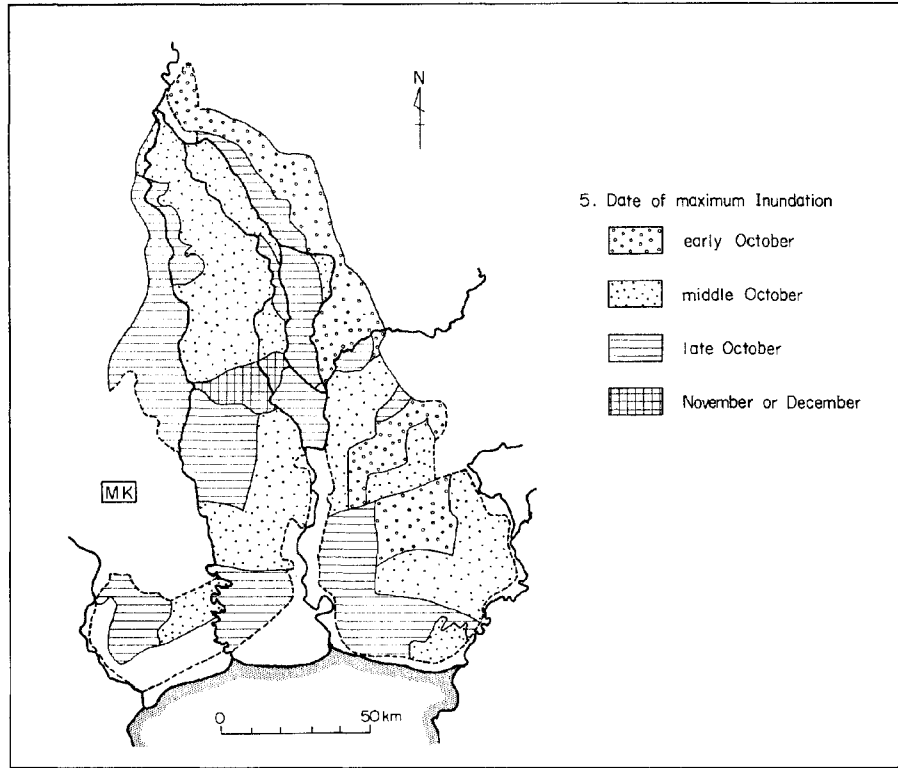 N
5. Date of maximum Inundation
early October
middle October
late October
November or December
MK
0 50 km